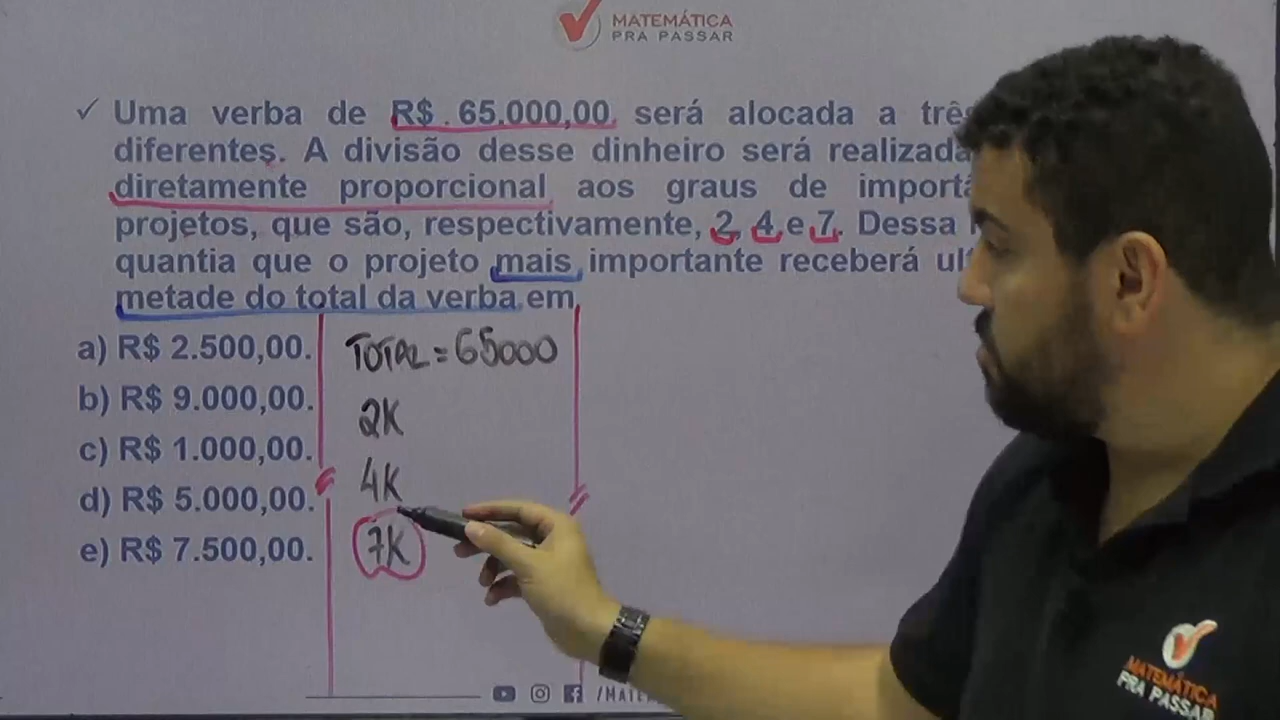 MATEMÁTICA
PRA PASSAR
✓ Uma verba de R$ 65.000,00 será alocada a três
diferentes. A divisão desse dinheiro será realizada
diretamente proporcional aos graus de
projetos, que são, respectivamente, 2, 4 e 7. Dessa
quantia que o projeto mais importante receberá
metade do total da verba em
a) R$ 2.500,00.
b) R$ 9.000,00.
c) R$ 1.000,00.
d) R$ 5.000,00.
e) R$ 7.500,00.
TOTAL = 65000
2K
4K
7K
MATEMÁTICA
PRA PASSAR